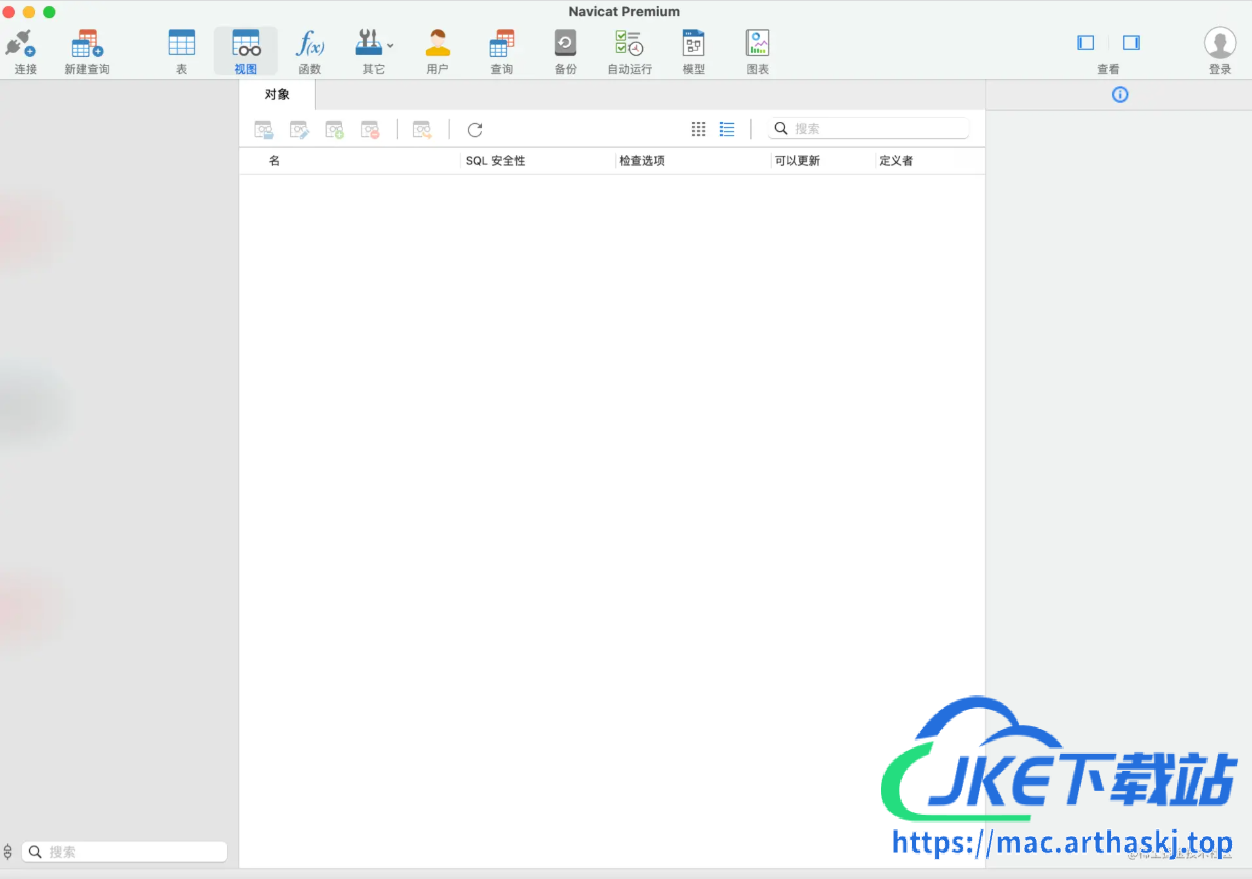 Navicat Premium
连接
新建查询
表
视图
f(x)
函数
其它
用户
查询
备份
自动运行
模型
图表
查看
登录
对象
搜索
名
SQL 安全性
检查选项
可以更新
定义者
JKE下载站
https://mac.arthaskj.top
搜索